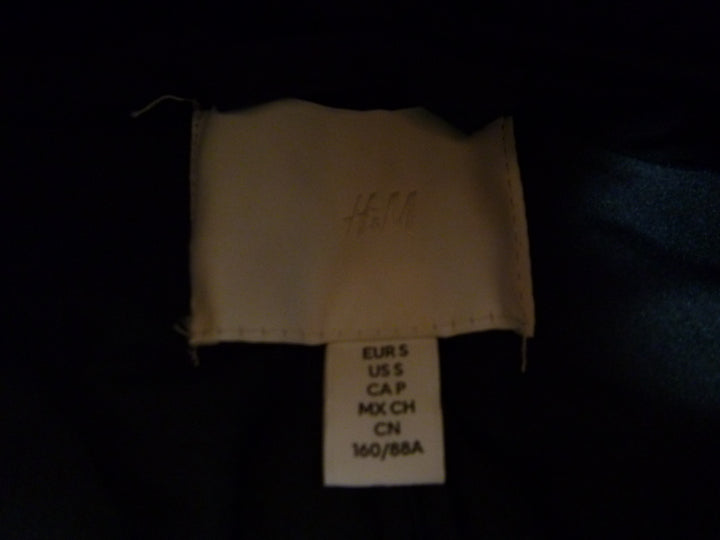 H&M
EUR S
US S
CA P
MX CH
CN
160/88A